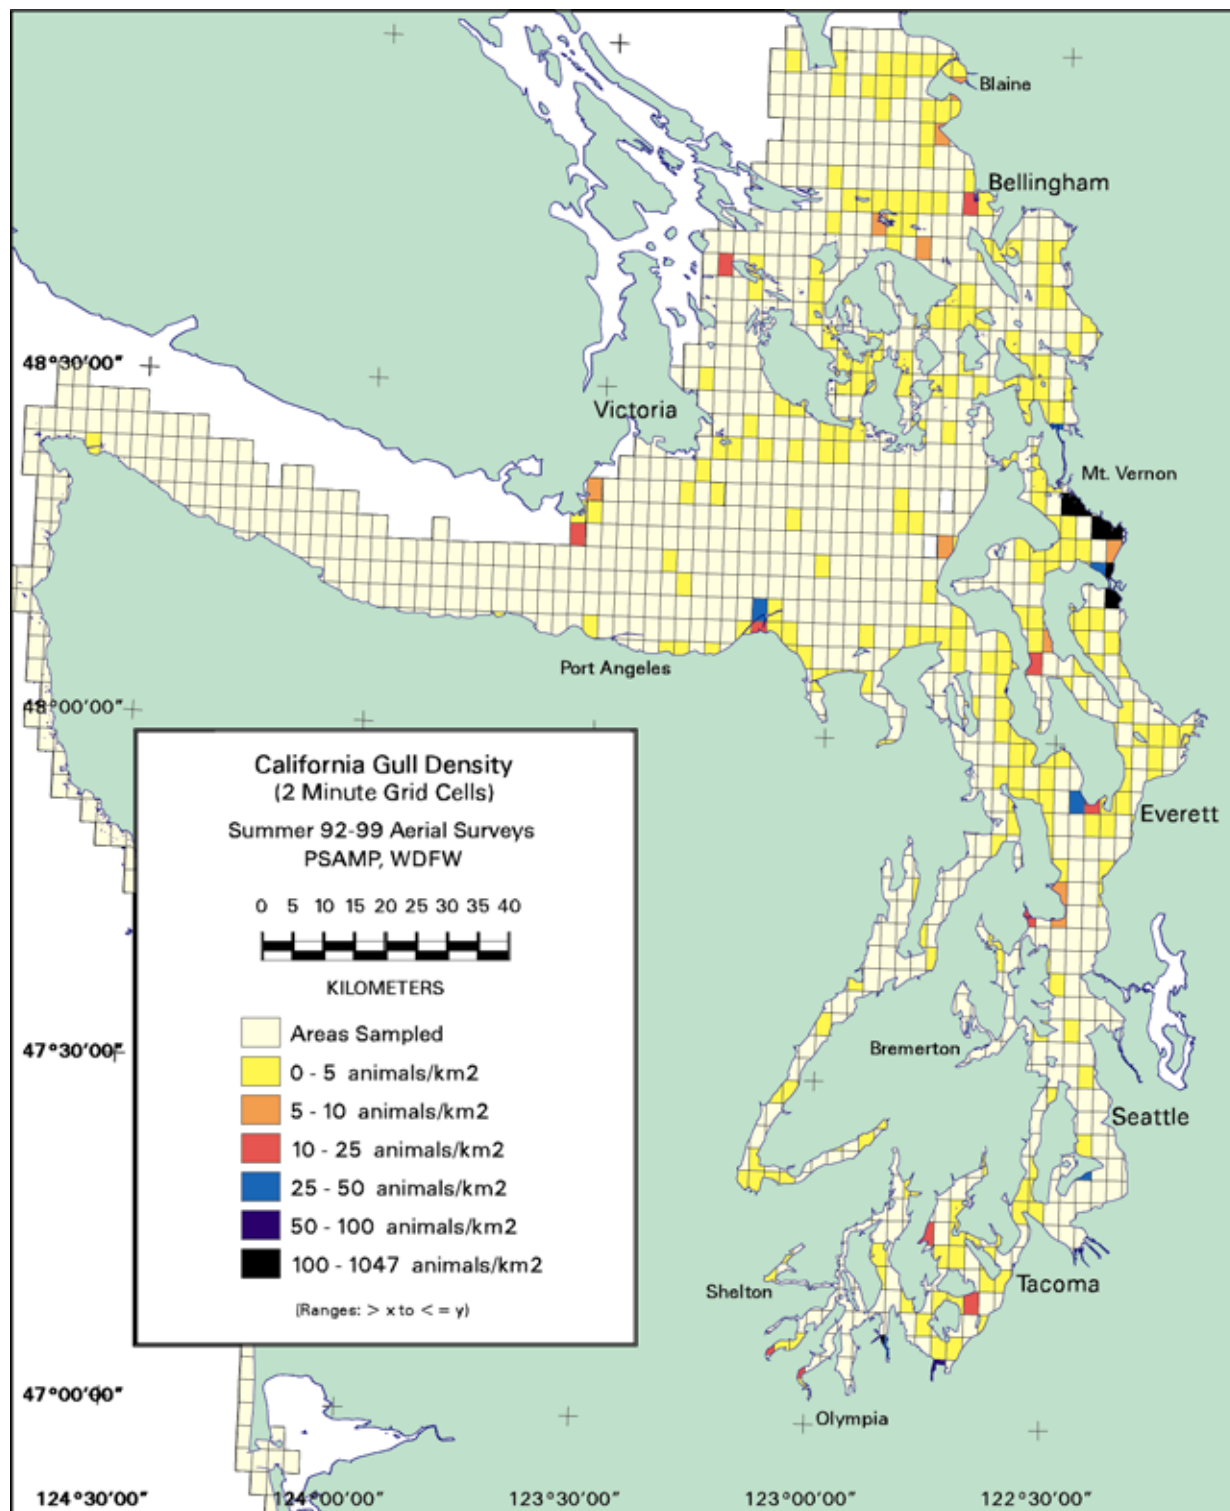 Blaine
Bellingham
48°30'00"
Victoria
Mt. Vernon
Port Angeles
48°00'00"
California Gull Density
(2 Minute Grid Cells)
Summer 92-99 Aerial Surveys
PSAMP, WDFW
0 5 10 15 20 25 30 35 40
KILOMETERS
Areas Sampled
0 - 5 animals/km2
5 - 10 animals/km2
10 - 25 animals/km2
25 - 50 animals/km2
50 - 100 animals/km2
100 - 1047 animals/km2
(Ranges: > x to < = y)
Everett
47°30'00"
Bremerton
Seattle
Shelton
Tacoma
47°00'00"
Olympia
124°30'00" 124°00'00" 123°30'00" 123°00'00" 122°30'00"